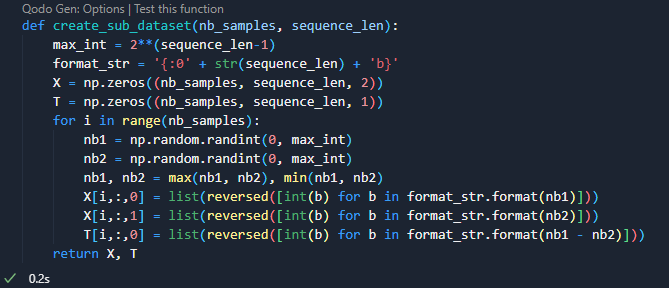 Qodo Gen: Options | Test this function
def create_sub_dataset(nb_samples, sequence_len):
    max_int = 2**(sequence_len-1)
    format_str = '{:0' + str(sequence_len) + 'b}'
    X = np.zeros((nb_samples, sequence_len, 2))
    T = np.zeros((nb_samples, sequence_len, 1))
    for i in range(nb_samples):
        nb1 = np.random.randint(0, max_int)
        nb2 = np.random.randint(0, max_int)
        nb1, nb2 = max(nb1, nb2), min(nb1, nb2)
        X[i,:,0] = list(reversed([int(b) for b in format_str.format(nb1)]))
        X[i,:,1] = list(reversed([int(b) for b in format_str.format(nb2)]))
        T[i,:,0] = list(reversed([int(b) for b in format_str.format(nb1 - nb2)]))
    return X, T
0.2s